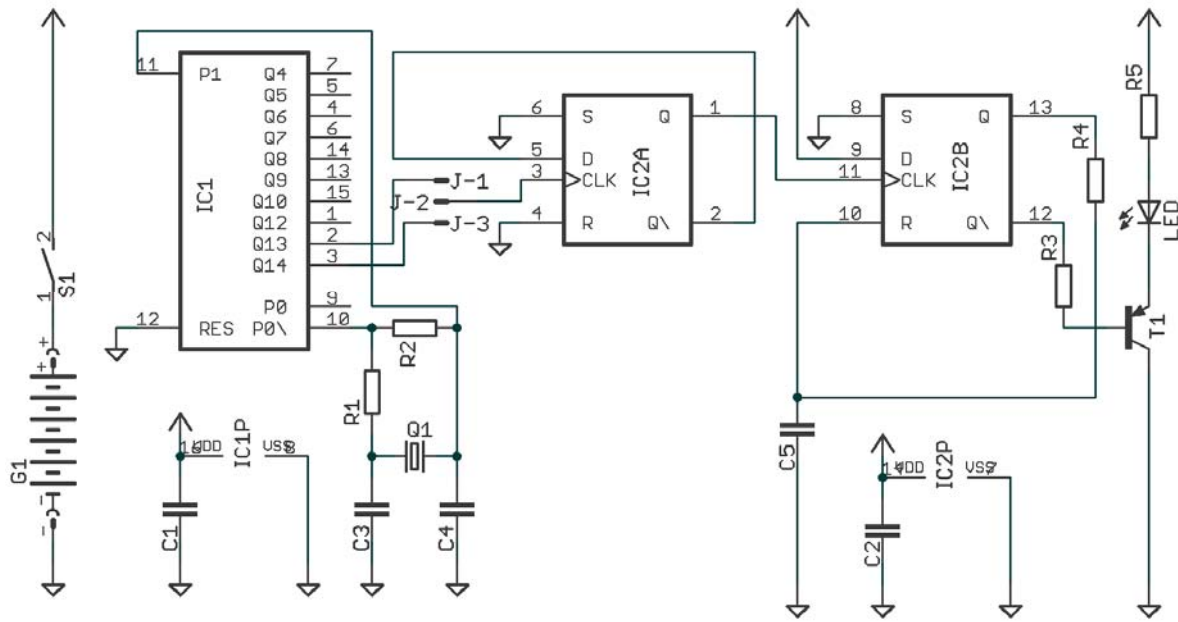 11
P1
Q4
7
Q5
5
Q6
4
Q7
6
Q8
14
Q9
13
Q10
15
Q12
1
Q13
2
Q14
3
P0
9
12
RES
P0\
10
IC1
2
1
S1
+
+
G1
-
-
R2
R1
Q1
C3
C4
VDD
IC1P
VSS
8
C1
J-1
J-2
J-3
6
S
Q
1
5
D
3
CLK
4
R
Q\
2
IC2A
8
S
Q
13
9
D
11
CLK
10
R
Q\
12
IC2B
R4
R3
R5
LED
T1
C5
VDD
IC2P
VSS
7
C2